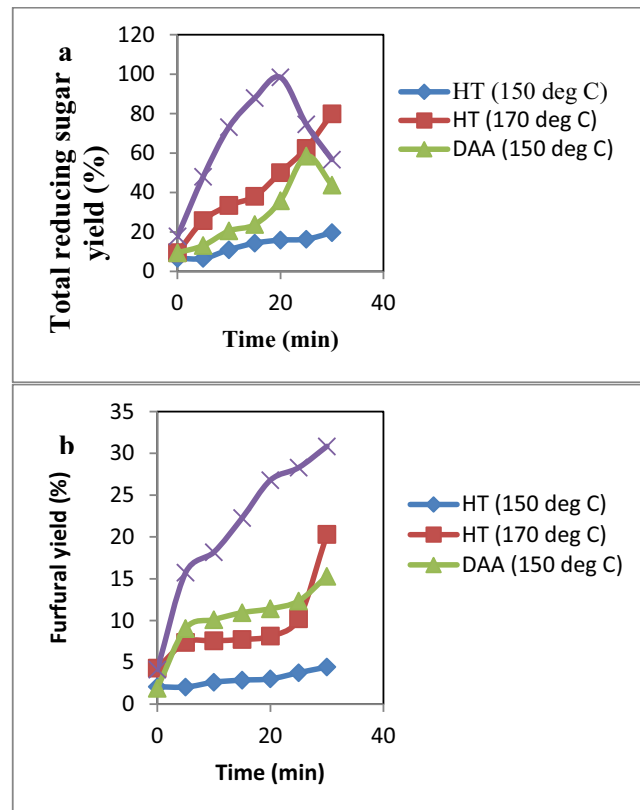 a
Total reducing sugar
yield (%)
120
100
80
60
40
20
0
0
20
40
Time (min)
HT (150 deg C)
HT (170 deg C)
DAA (150 deg C)
b
Furfural yield (%)
35
30
25
20
15
10
5
0
0
20
40
Time (min)
HT (150 deg C)
HT (170 deg C)
DAA (150 deg C)